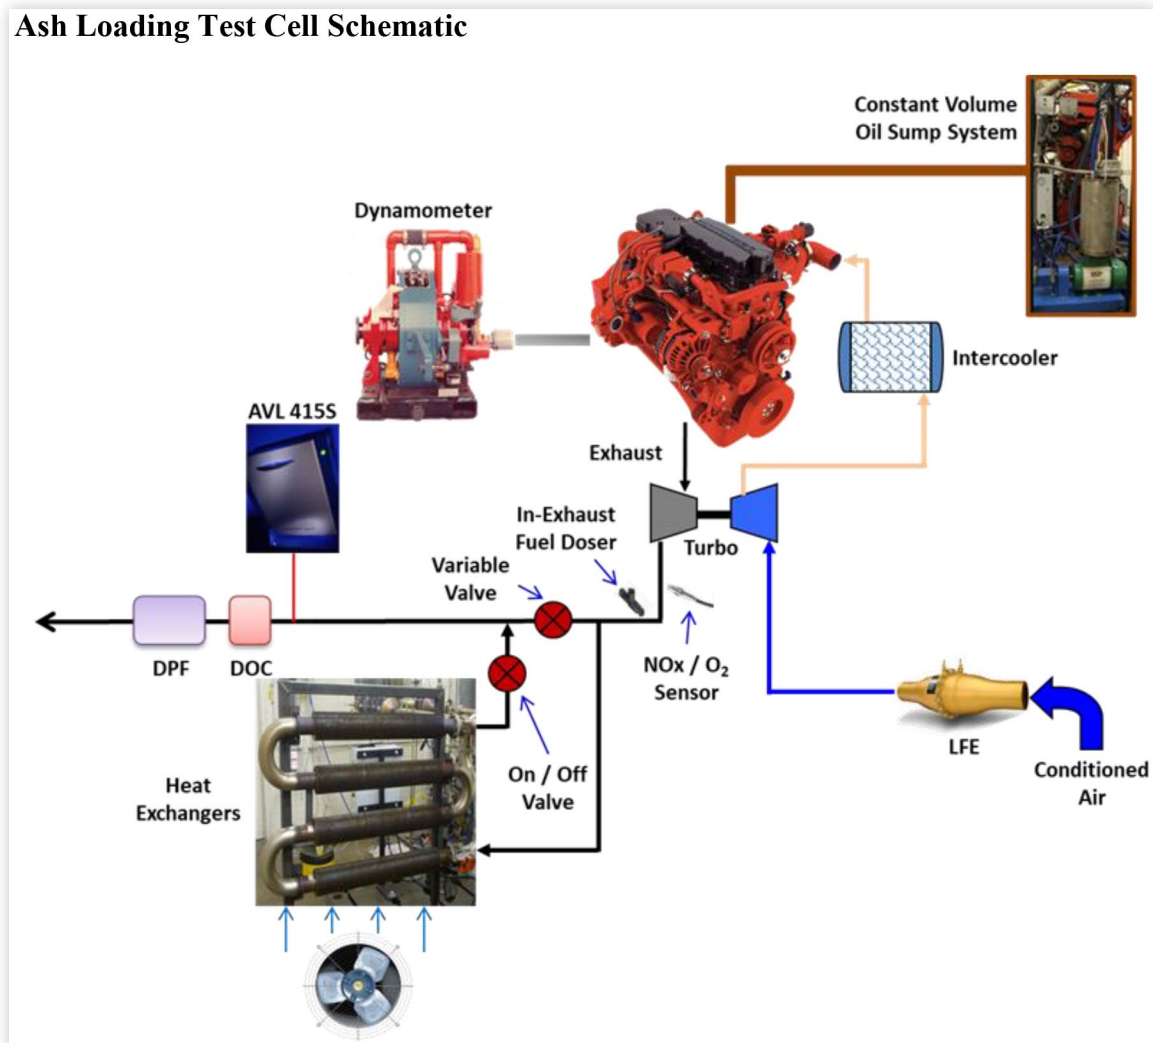 Ash Loading Test Cell Schematic
Constant Volume
Oil Sump System
Dynamometer
Intercooler
AVL 415S
Exhaust
In-Exhaust
Fuel Doser
Turbo
Variable
Valve
NOx / O₂
Sensor
DPF
DOC
LFE
Conditioned
Air
On / Off
Valve
Heat
Exchangers